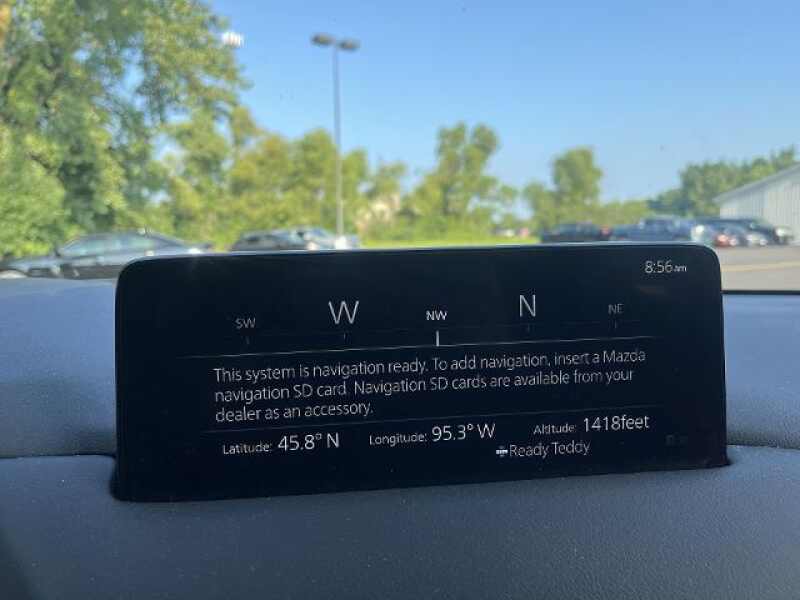 8:56am
SW W NW N NE
This system is navigation ready. To add navigation, insert a Mazda
navigation SD card. Navigation SD cards are available from your
dealer as an accessory.
Latitude: 45.8° N Longitude: 95.3° W Altitude: 1418feet
Ready Teddy